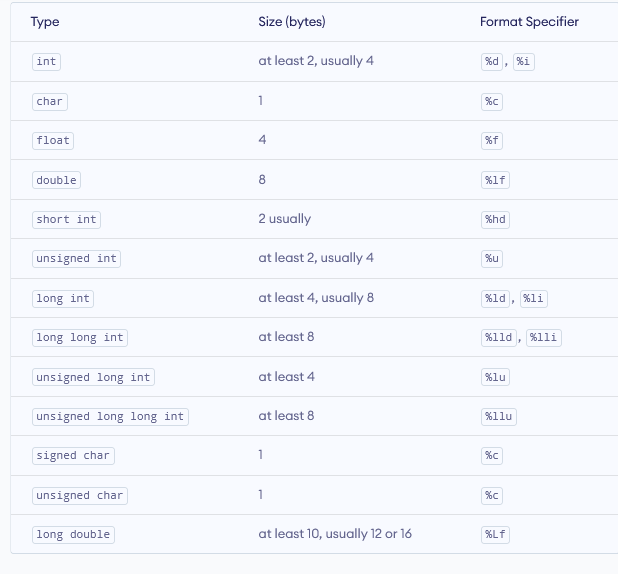 Type Size (bytes) Format Specifier
int at least 2, usually 4 %d, %i
char 1 %c
float 4 %f
double 8 %lf
short int 2 usually %hd
unsigned int at least 2, usually 4 %u
long int at least 4, usually 8 %ld, %li
long long int at least 8 %lld, %lli
unsigned long int at least 4 %lu
unsigned long long int at least 8 %llu
signed char 1 %c
unsigned char 1 %c
long double at least 10, usually 12 or 16 %Lf